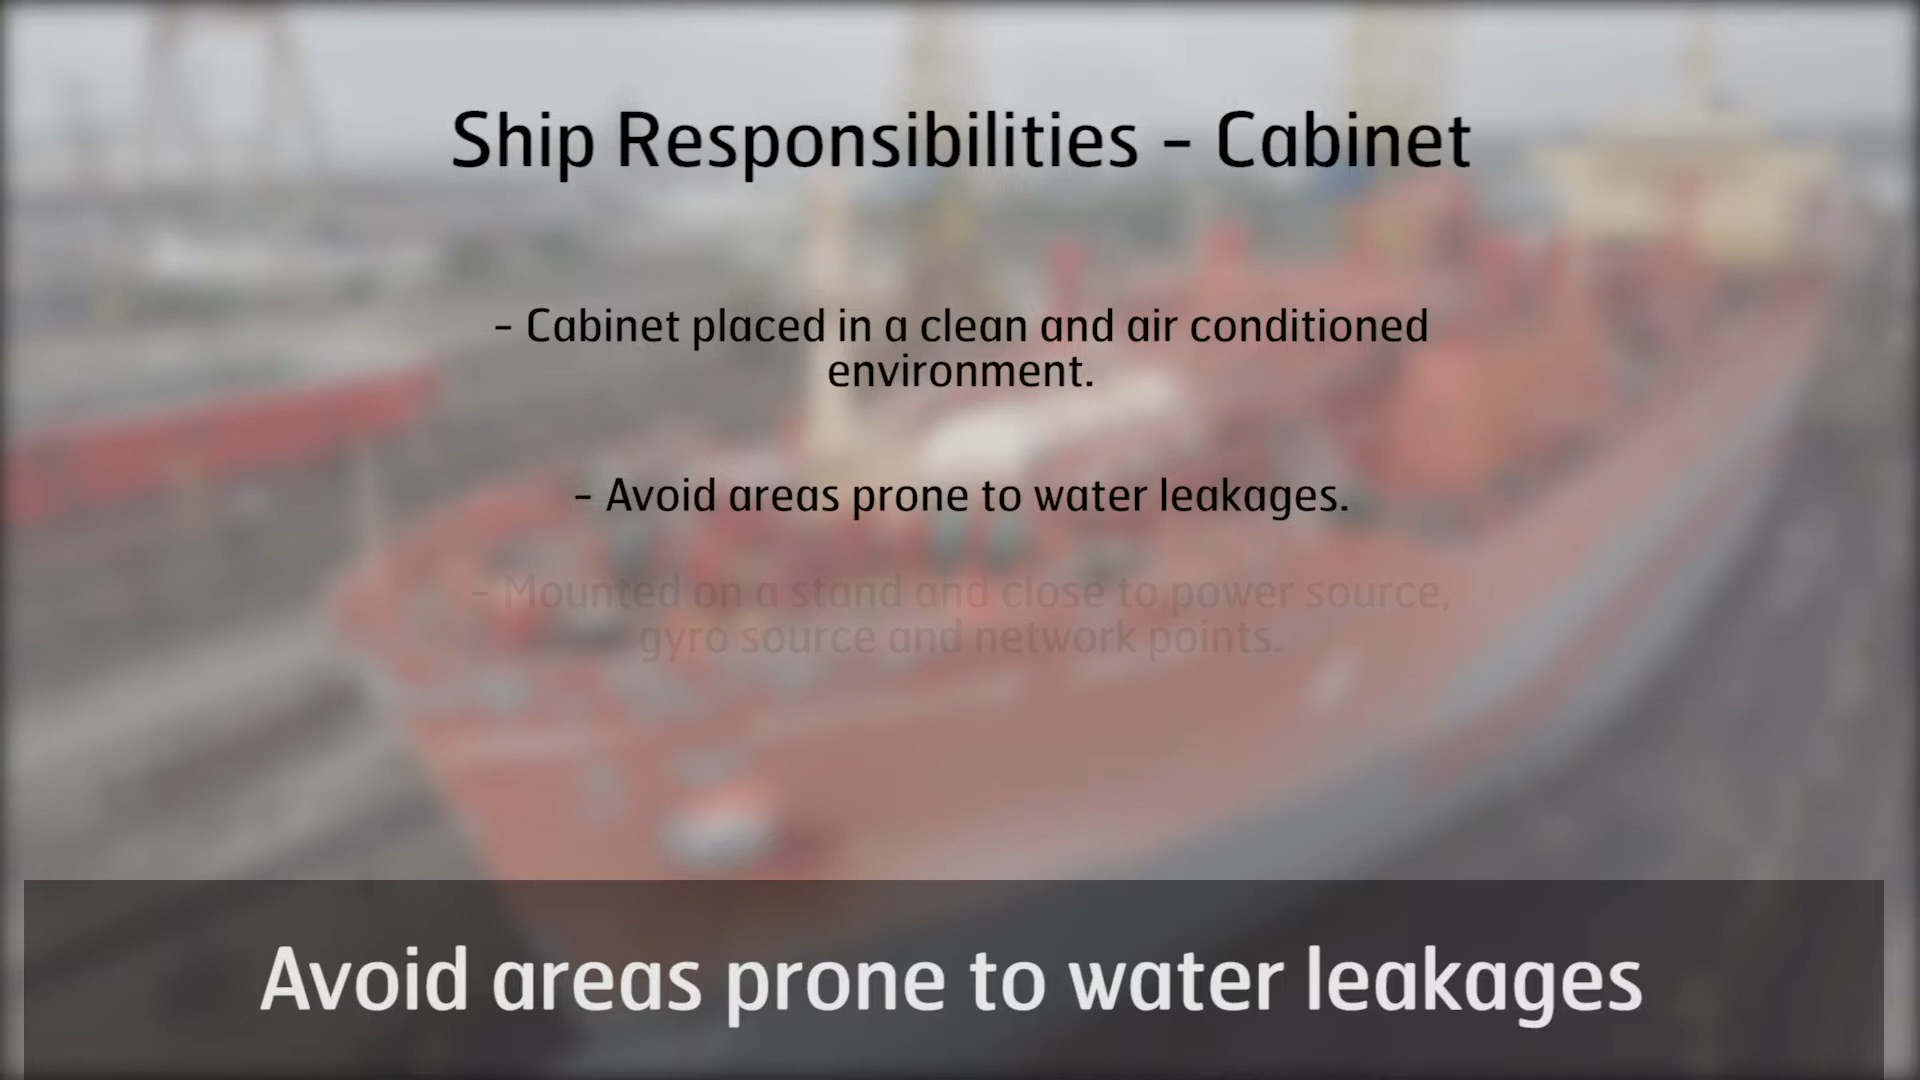 Ship Responsibilities - Cabinet
- Cabinet placed in a clean and air conditioned
environment.
- Avoid areas prone to water leakages.
- Mounted on a stand and close to power source,
gyro source and network points.
Avoid areas prone to water leakages